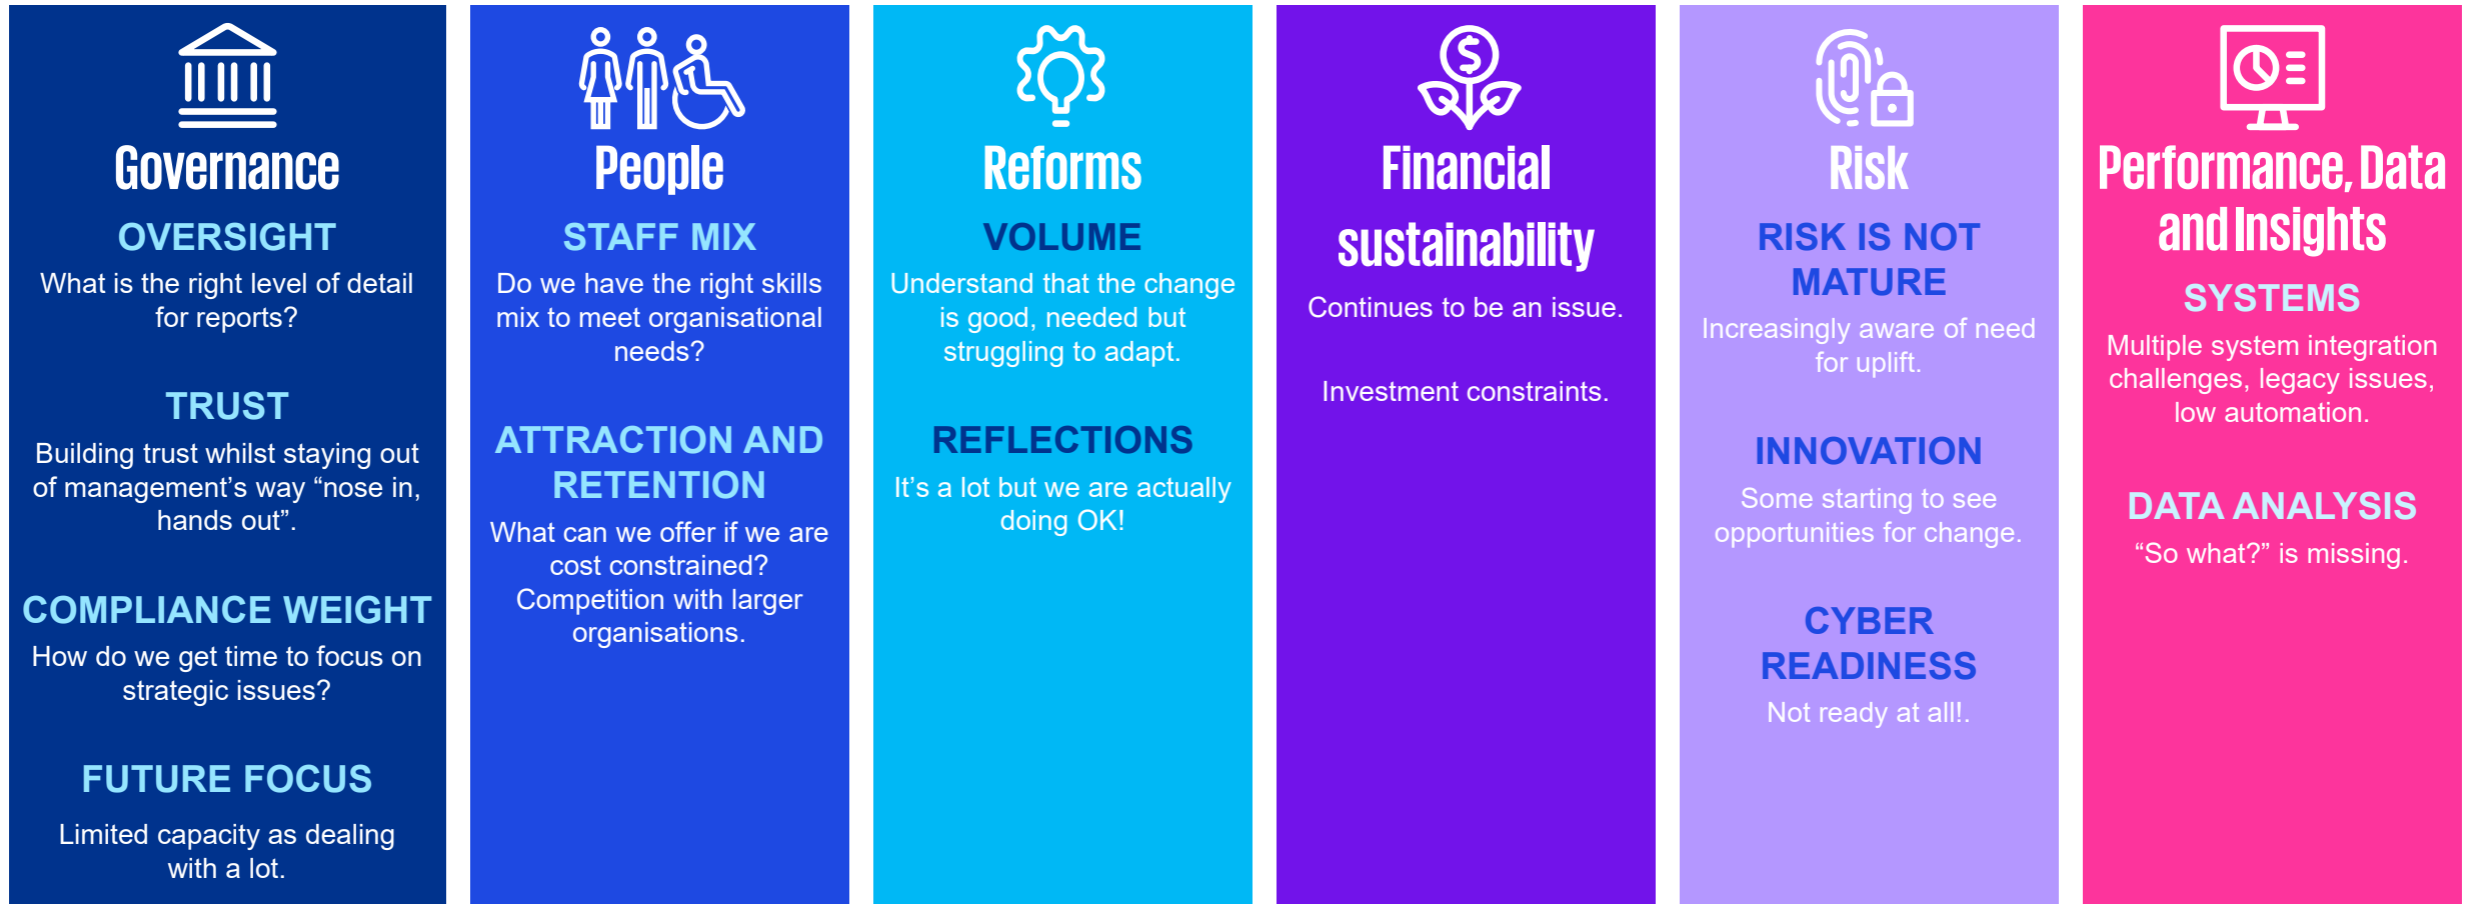 Governance
OVERSIGHT
What is the right level of detail
for reports?
TRUST
Building trust whilst staying out
of management’s way “nose in,
hands out”.
COMPLIANCE WEIGHT
How do we get time to focus on
strategic issues?
FUTURE FOCUS
Limited capacity as dealing
with a lot.
People
STAFF MIX
Do we have the right skills
mix to meet organisational
needs?
ATTRACTION AND
RETENTION
What can we offer if we are
cost constrained?
Competition with larger
organisations.
Reforms
VOLUME
Understand that the change
is good, needed but
struggling to adapt.
REFLECTIONS
It’s a lot but we are actually
doing OK!
Financial
sustainability
Continues to be an issue.
Investment constraints.
Risk
RISK IS NOT
MATURE
Increasingly aware of need
for uplift.
INNOVATION
Some starting to see
opportunities for change.
CYBER
READINESS
Not ready at all!.
Performance, Data
and Insights
SYSTEMS
Multiple system integration
challenges, legacy issues,
low automation.
DATA ANALYSIS
“So what?” is missing.